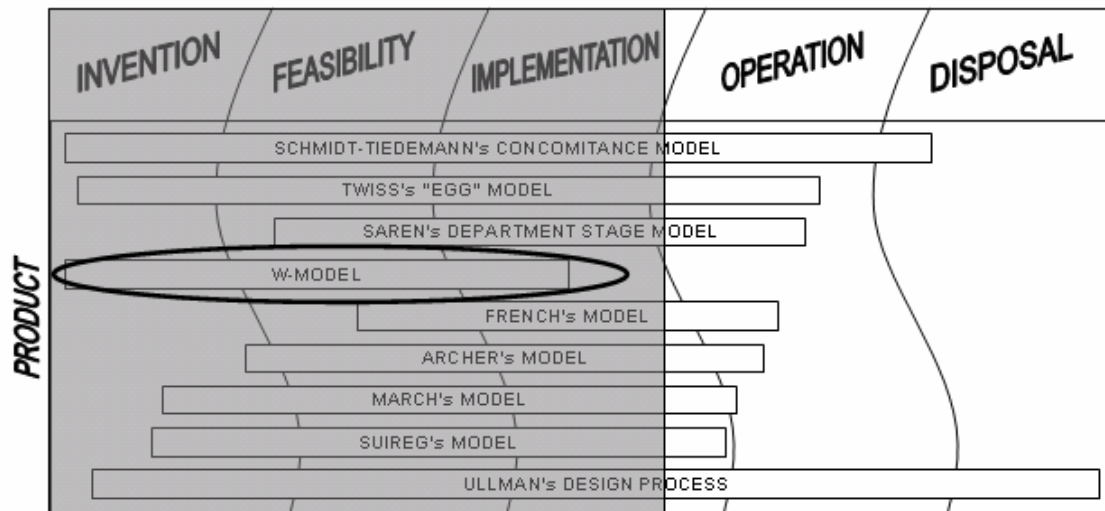 INVENTION FEASIBILITY IMPLEMENTATION OPERATION DISPOSAL
PRODUCT
SCHMIDT-TIEDEMANN's CONCOMITANCE MODEL
TWISS's "EGG" MODEL
SAREN's DEPARTMENT STAGE MODEL
W-MODEL
FRENCH's MODEL
ARCHER's MODEL
MARCH's MODEL
SUIREG's MODEL
ULLMAN's DESIGN PROCESS